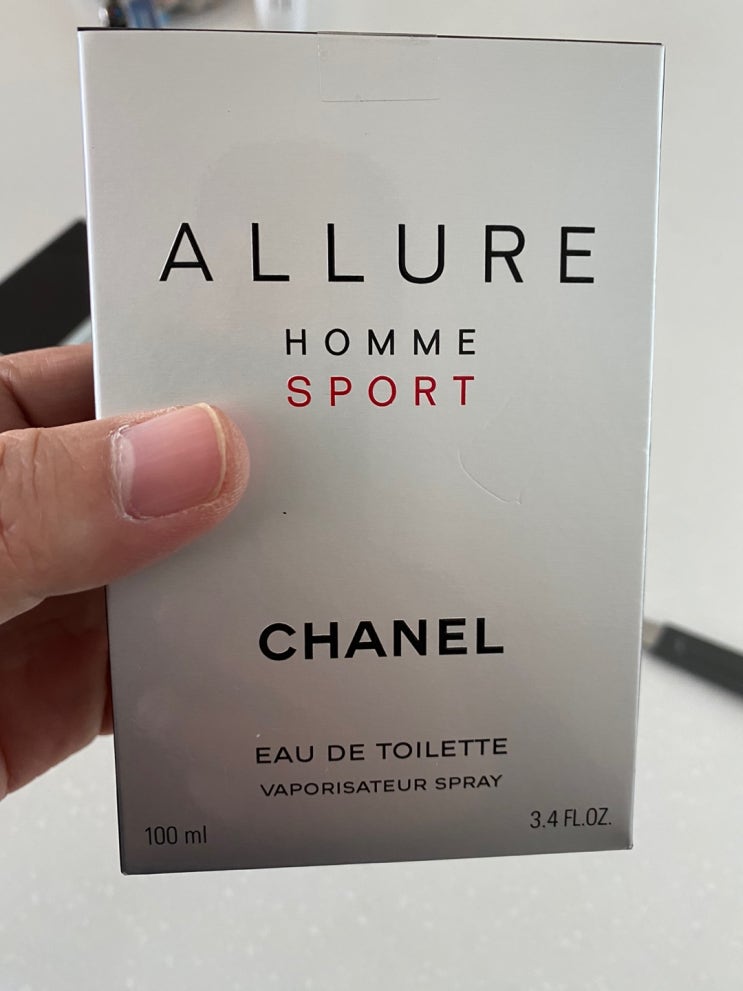 ALLURE
HOMME
SPORT
CHANEL
EAU DE TOILETTE
VAPORISATEUR SPRAY
100 ml
3.4 FL.OZ.